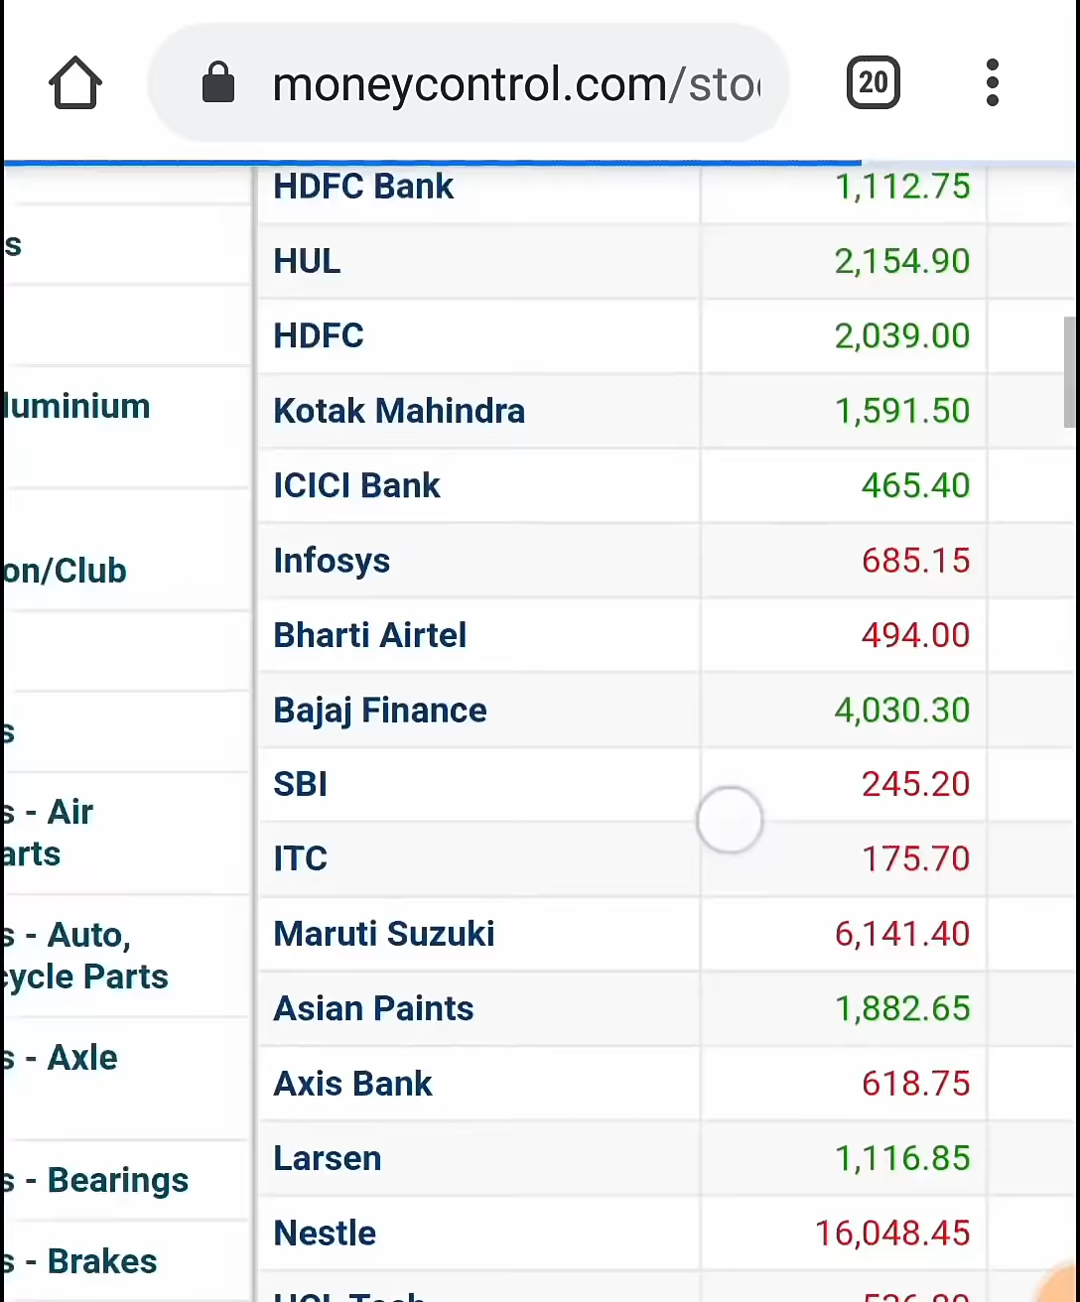 moneycontrol.com/sto
20
HDFC Bank 1,112.75
s
HUL 2,154.90
HDFC 2,039.00
luminium
Kotak Mahindra 1,591.50
ICICI Bank 465.40
on/Club
Infosys 685.15
Bharti Airtel 494.00
Bajaj Finance 4,030.30
s
SBI 245.20
s - Air
arts
ITC 175.70
s - Auto,
cycle Parts
Maruti Suzuki 6,141.40
Asian Paints 1,882.65
s - Axle
Axis Bank 618.75
Larsen 1,116.85
s - Bearings
Nestle 16,048.45
s - Brakes